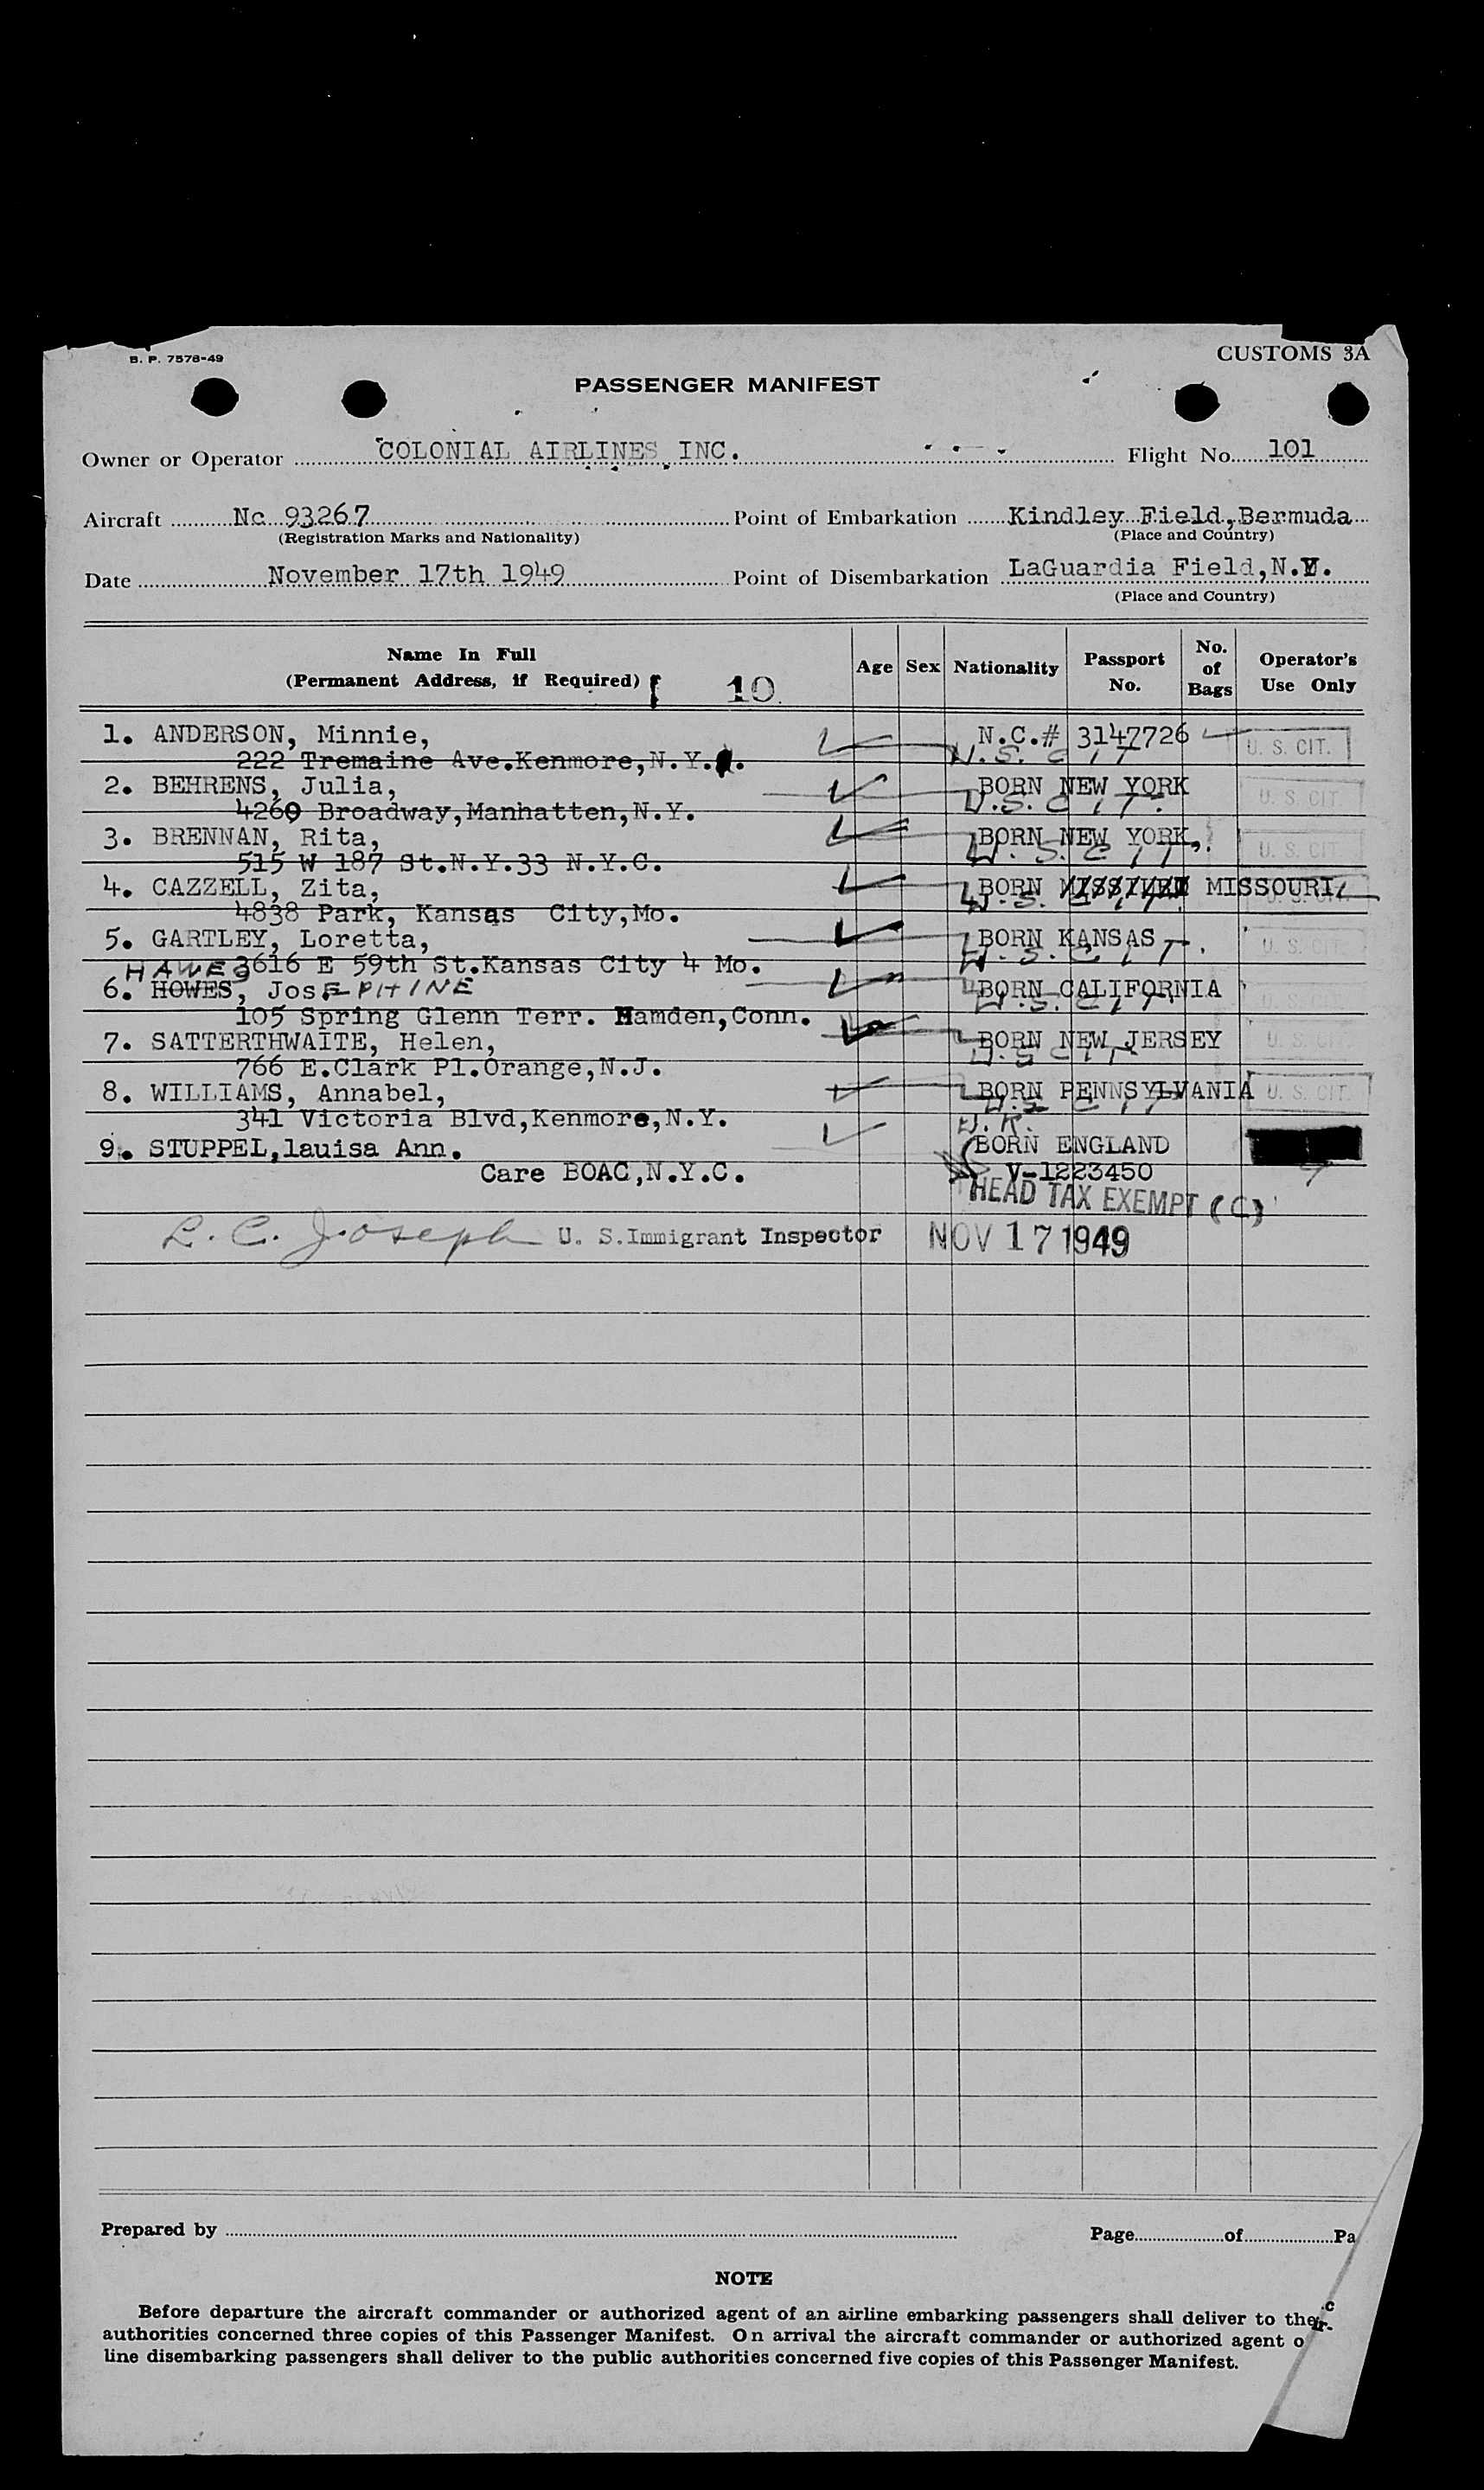 B. P. 7578-49
CUSTOMS 3A
PASSENGER MANIFEST
Owner or Operator COLONIAL AIRLINES INC. Flight No. 101
Aircraft Nc 93267 Point of Embarkation Kindley Field, Bermuda
(Registration Marks and Nationality) (Place and Country)
Date November 17th 1949 Point of Disembarkation LaGuardia Field, N.Y.
(Place and Country)
Name In Full Age Sex Nationality Passport No. No. of Bags Operator's Use Only
(Permanent Address, if Required) 10
1. ANDERSON, Minnie, N.C.# 3147726 U. S. CIT.
222 Tremaine Ave.Kenmore,N.Y. U.S. CIT
2. BEHRENS, Julia, BORN NEW YORK U. S. CIT.
4260 Broadway,Manhatten,N.Y. U.S. CIT.
3. BRENNAN, Rita, BORN NEW YORK, U. S. CIT
515 W 187 St.N.Y.33 N.Y.C. U.S. CIT
4. CAZZELL, Zita, BORN MISSOURI U. S. CIT.
4838 Park, Kansas City,Mo. U.S. CIT.
5. GARTLEY, Loretta, BORN KANSAS U. S. CIT
3616 E 59th St.Kansas City 4 Mo. U.S. CIT.
HAWES
6. HOWES, JosEPHINE BORN CALIFORNIA U. S. CIT.
105 Spring Glenn Terr. Hamden,Conn. U.S. CIT
7. SATTERTHWAITE, Helen, BORN NEW JERSEY U. S. CIT.
766 E.Clark Pl.Orange,N.J. U.S CIT
8. WILLIAMS, Annabel, BORN PENNSYLVANIA U. S. CIT.
341 Victoria Blvd,Kenmore,N.Y. U.S CIT
U.K.
9. STUPPEL,lauisa Ann. BORN ENGLAND
Care BOAC,N.Y.C. V-1223450
HEAD TAX EXEMPT (C)
L. C. Joseph U. S.Immigrant Inspector NOV 17 1949
Prepared by Page of Pa
NOTE
Before departure the aircraft commander or authorized agent of an airline embarking passengers shall deliver to the
authorities concerned three copies of this Passenger Manifest. On arrival the aircraft commander or authorized agent o
line disembarking passengers shall deliver to the public authorities concerned five copies of this Passenger Manifest.